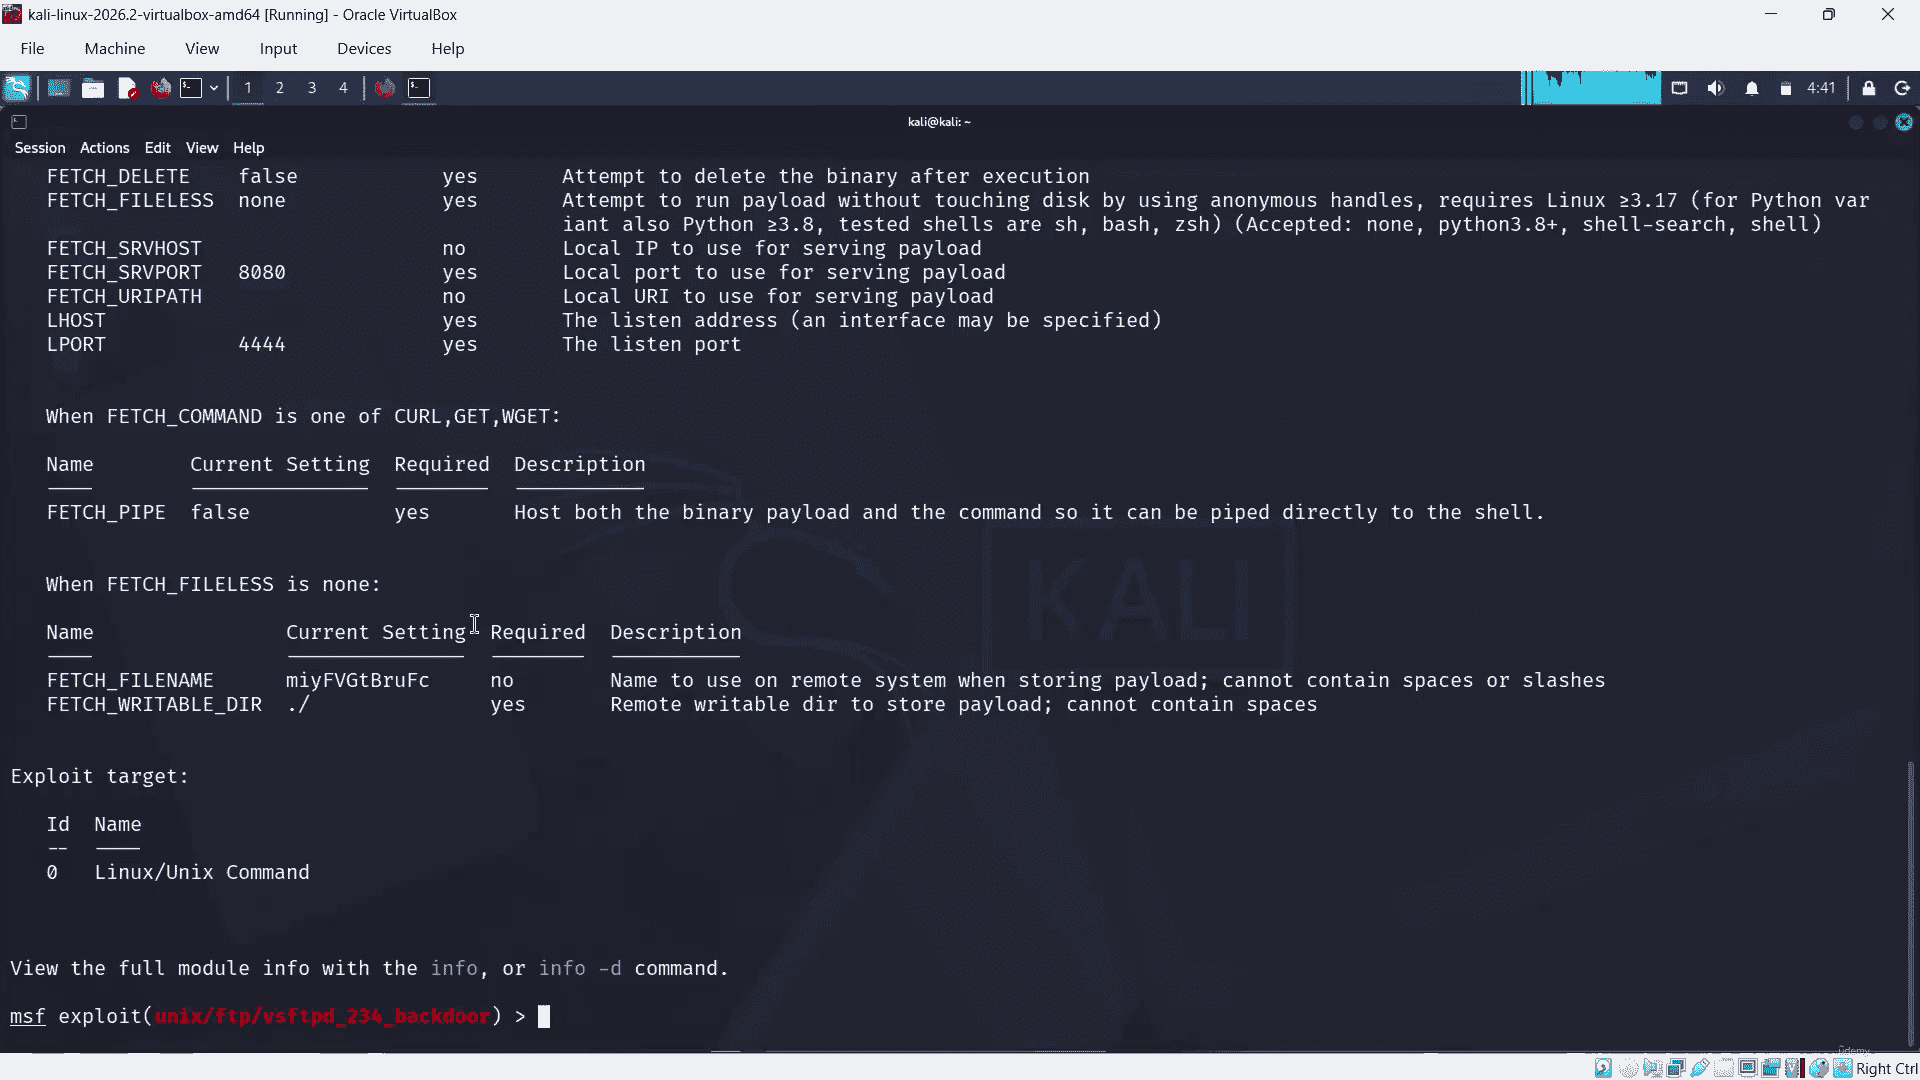 kali-linux-2026.2-virtualbox-amd64 [Running] - Oracle VirtualBox
File Machine View Input Devices Help
1 2 3 4 4:41
kali@kali: ~
Session Actions Edit View Help
FETCH_DELETE false yes Attempt to delete the binary after execution
FETCH_FILELESS none yes Attempt to run payload without touching disk by using anonymous handles, requires Linux ≥3.17 (for Python var
iant also Python ≥3.8, tested shells are sh, bash, zsh) (Accepted: none, python3.8+, shell-search, shell)
FETCH_SRVHOST no Local IP to use for serving payload
FETCH_SRVPORT 8080 yes Local port to use for serving payload
FETCH_URIPATH no Local URI to use for serving payload
LHOST yes The listen address (an interface may be specified)
LPORT 4444 yes The listen port
When FETCH_COMMAND is one of CURL,GET,WGET:
Name Current Setting Required Description
FETCH_PIPE false yes Host both the binary payload and the command so it can be piped directly to the shell.
When FETCH_FILELESS is none:
Name Current Setting Required Description
FETCH_FILENAME miyFVGtBruFc no Name to use on remote system when storing payload; cannot contain spaces or slashes
FETCH_WRITABLE_DIR ./ yes Remote writable dir to store payload; cannot contain spaces
KALI
Exploit target:
Id Name
-- ----
0 Linux/Unix Command
View the full module info with the info, or info -d command.
msf exploit(unix/ftp/vsftpd_234_backdoor) >
udemy
Right Ctrl